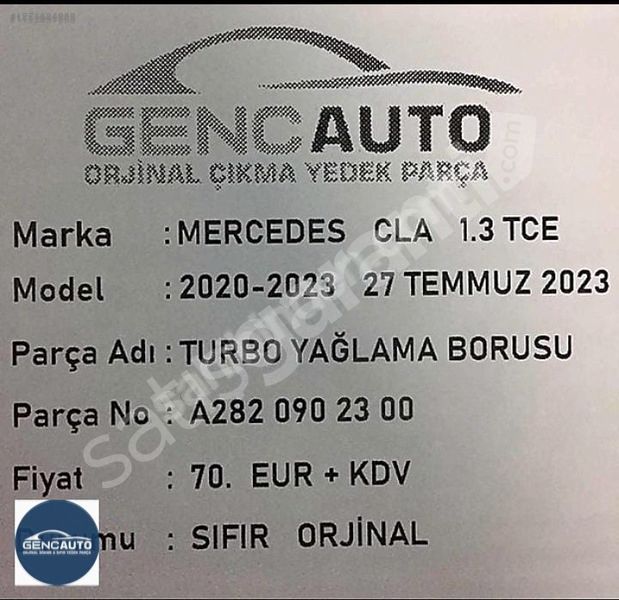 GENCAUTO
ORJİNAL ÇIKMA YEDEK PARÇA
Marka : MERCEDES CLA 1.3 TCE
Model : 2020-2023 27 TEMMUZ 2023
Parça Adı : TURBO YAĞLAMA BORUSU
Parça No : A282 090 23 00
Fiyat : 70. EUR + KDV
: SIFIR ORJİNAL
GENCAUTO